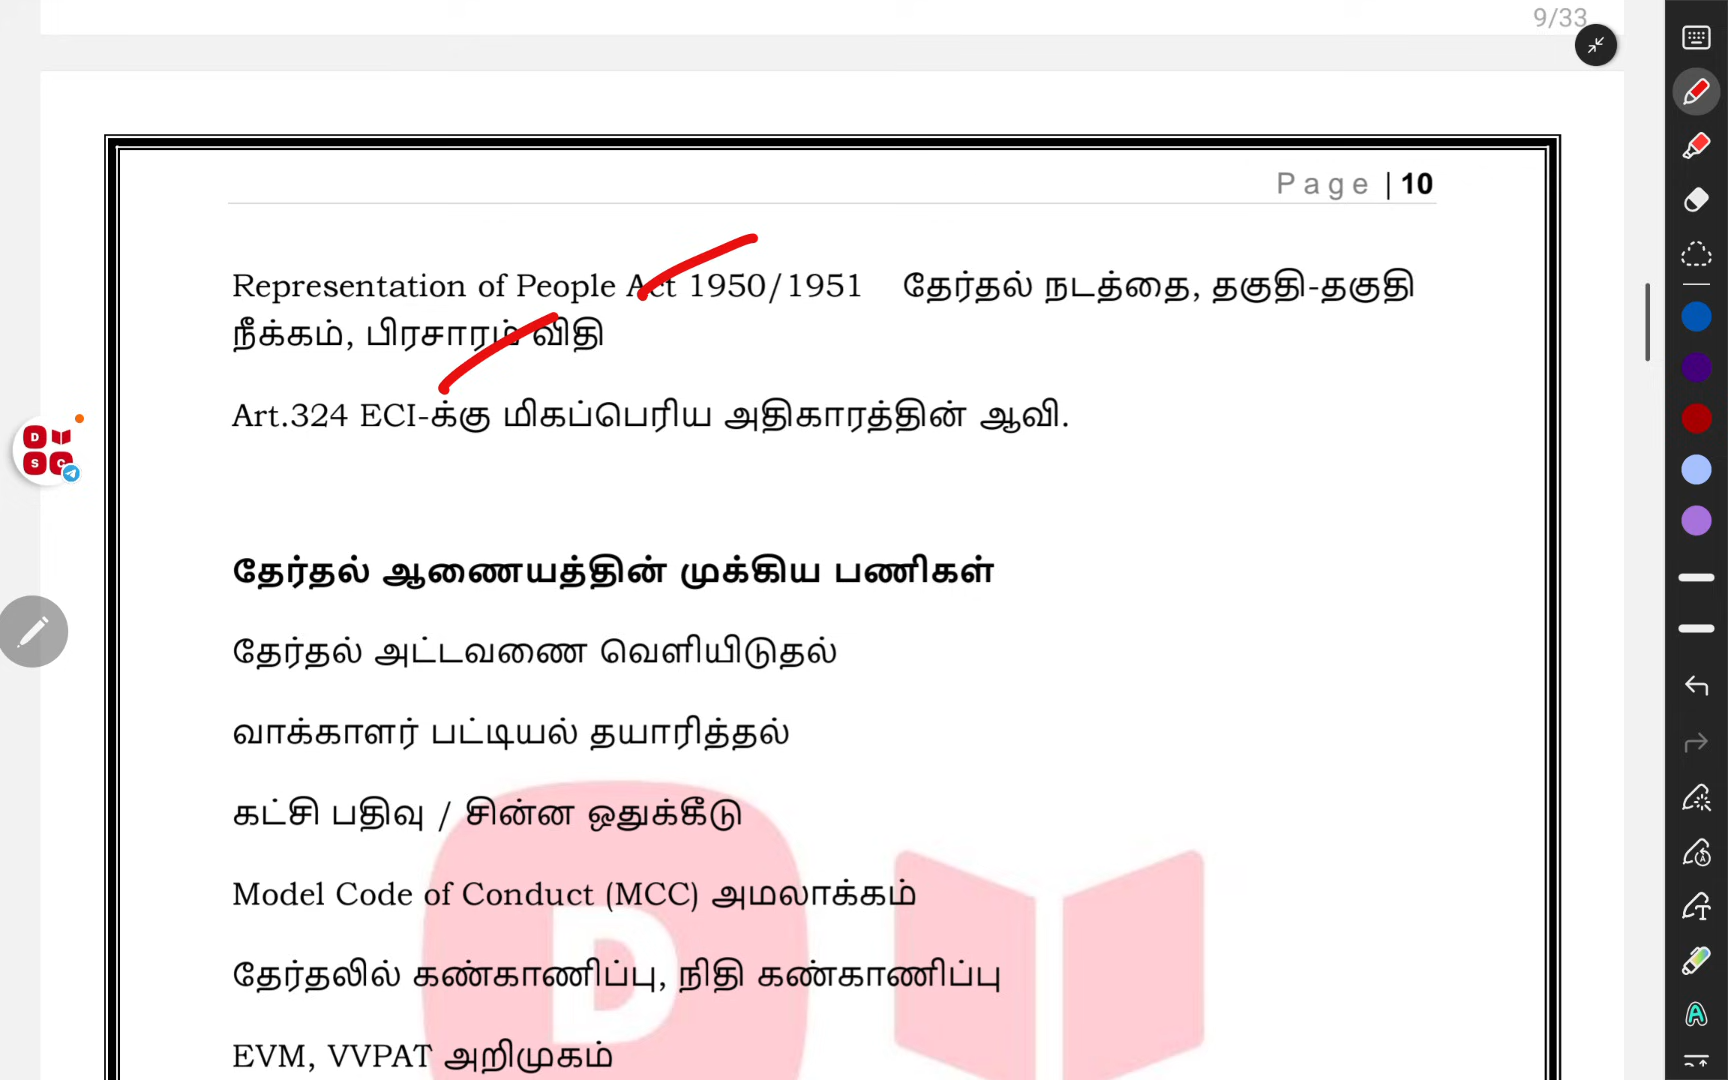 9/33
Page | 10
Representation of People Act 1950/1951 தேர்தல் நடத்தை, தகுதி-தகுதி
நீக்கம், பிரசாரம் விதி
Art.324 ECI-க்கு மிகப்பெரிய அதிகாரத்தின் ஆவி.
தேர்தல் ஆணையத்தின் முக்கிய பணிகள்
தேர்தல் அட்டவணை வெளியிடுதல்
வாக்காளர் பட்டியல் தயாரித்தல்
கட்சி பதிவு / சின்ன ஒதுக்கீடு
Model Code of Conduct (MCC) அமலாக்கம்
தேர்தலில் கண்காணிப்பு, நிதி கண்காணிப்பு
EVM, VVPAT அறிமுகம்
D
D
S C